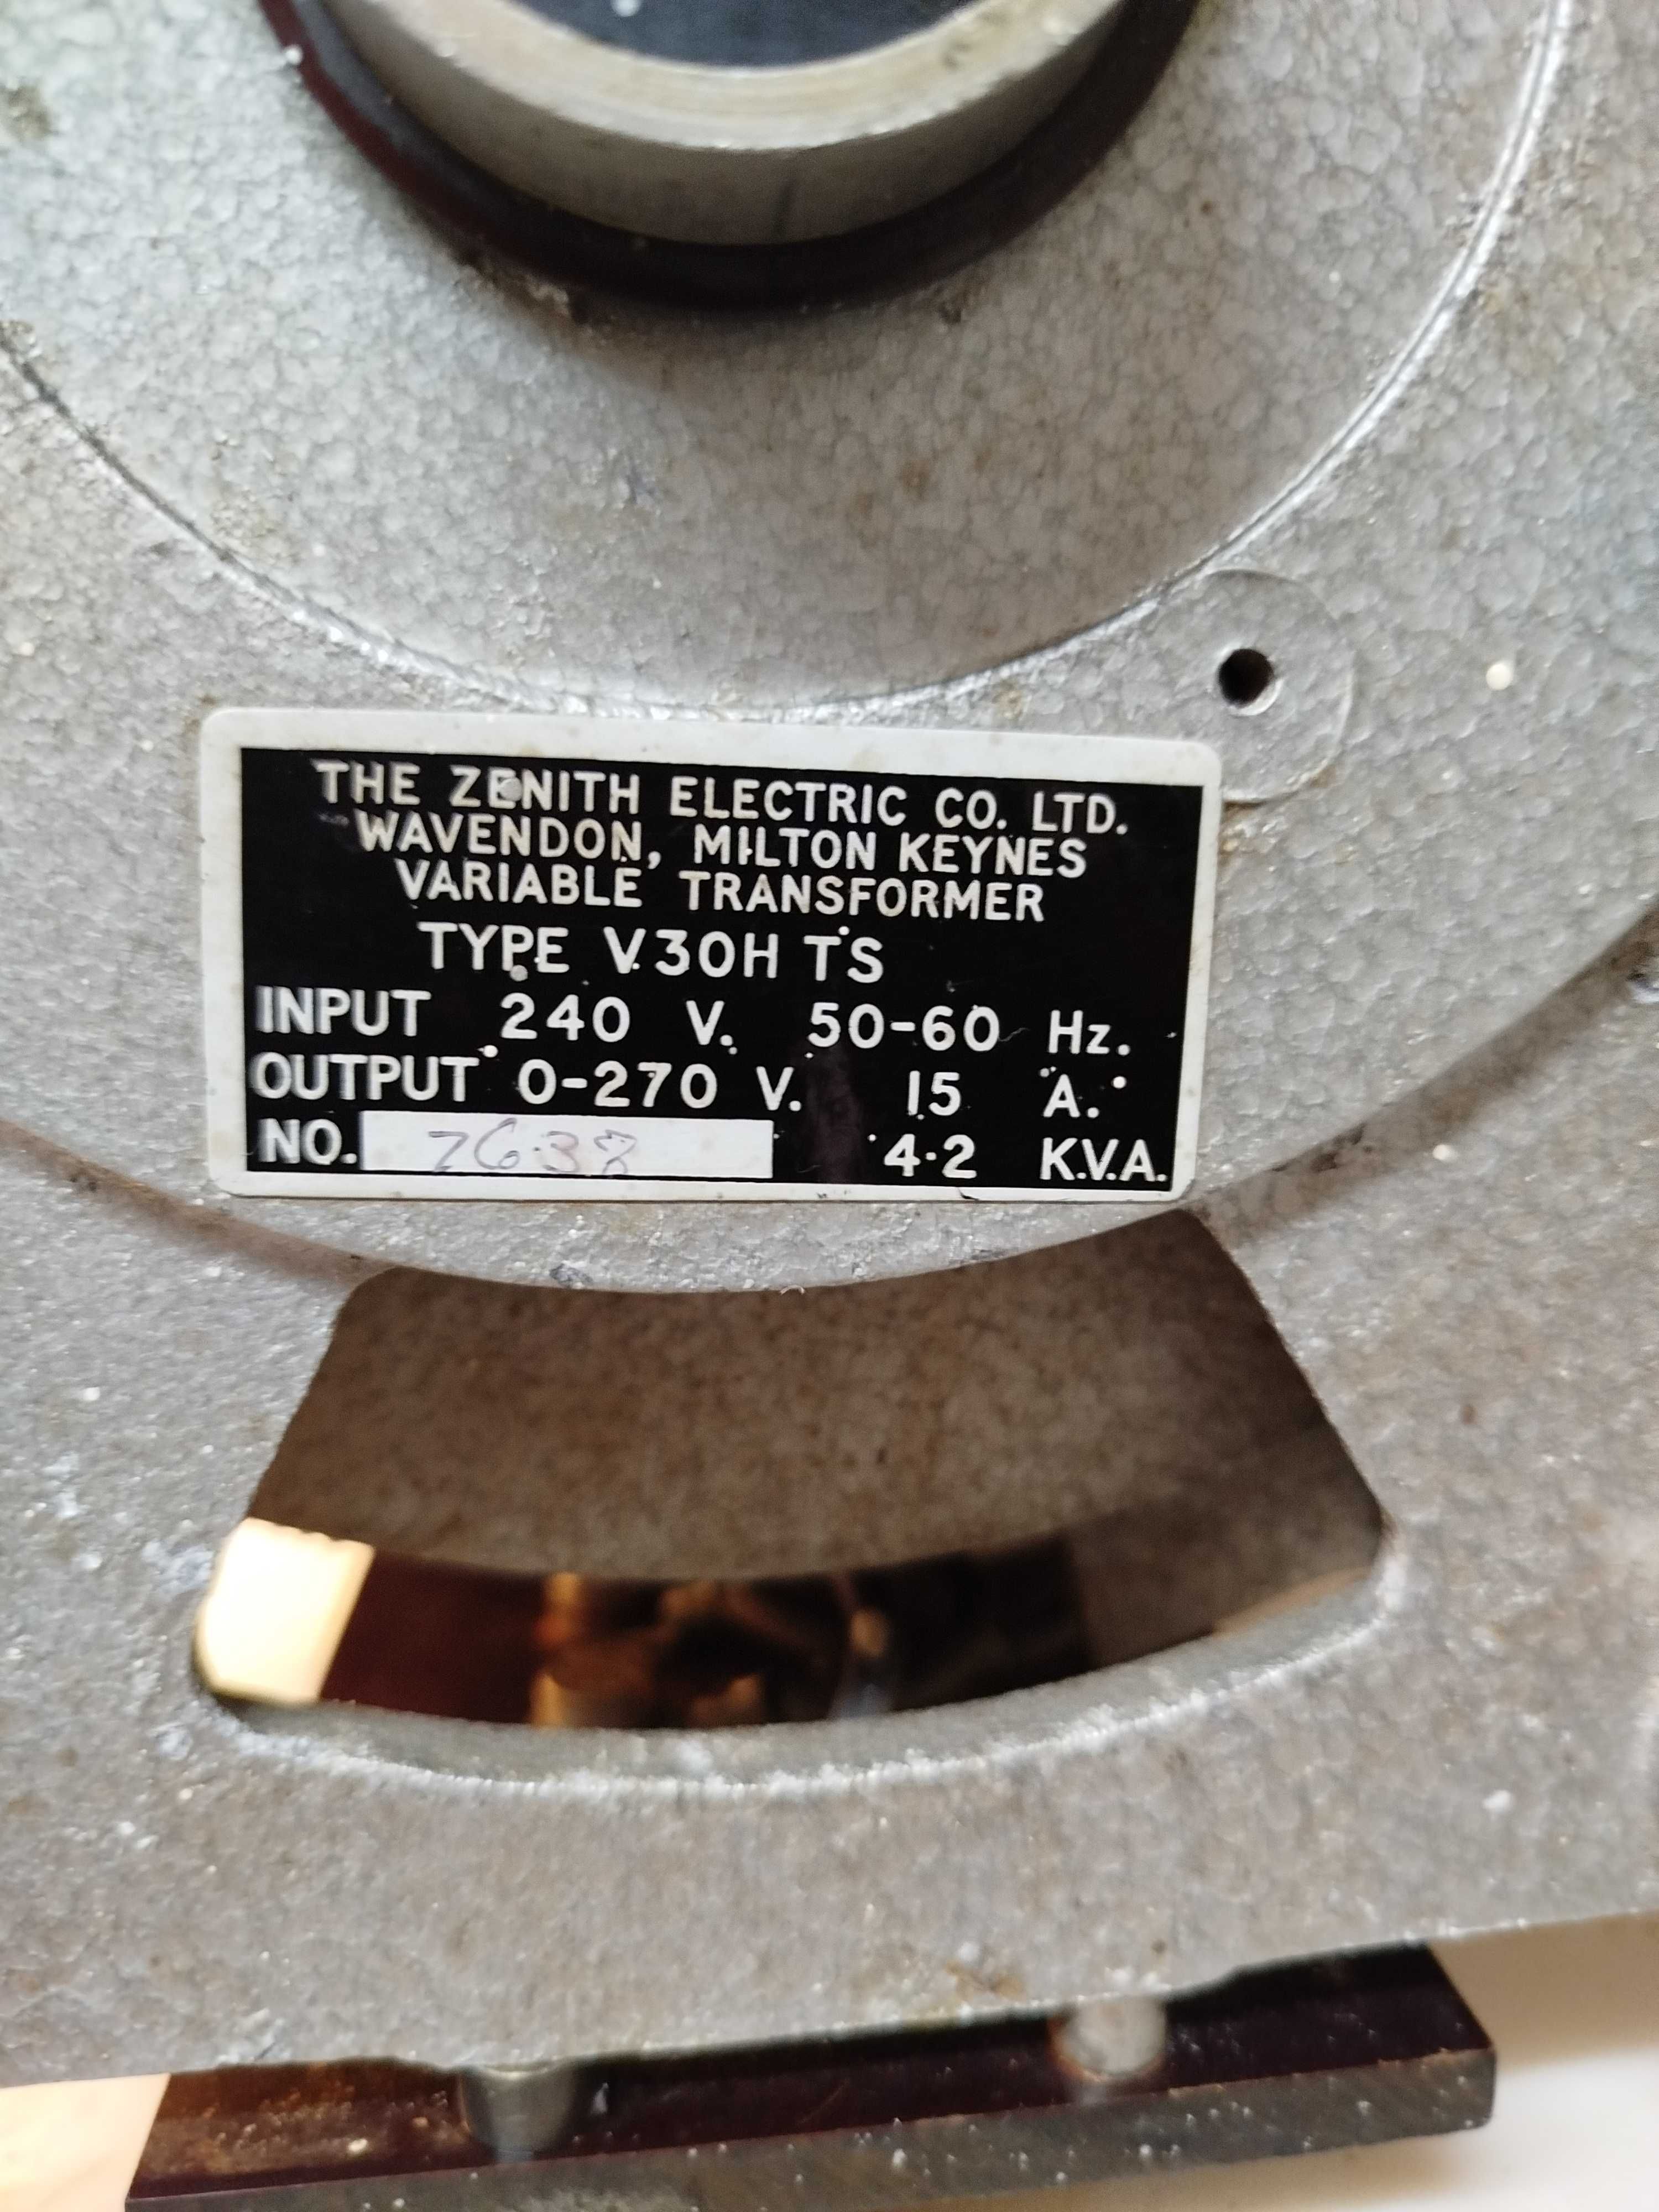 THE ZENITH ELECTRIC CO. LTD.
WAVENDON, MILTON KEYNES
VARIABLE TRANSFORMER
TYPE V30H TS
INPUT 240 V. 50-60 Hz.
OUTPUT 0-270 V. 15 A.
NO. 4·2 K.V.A.